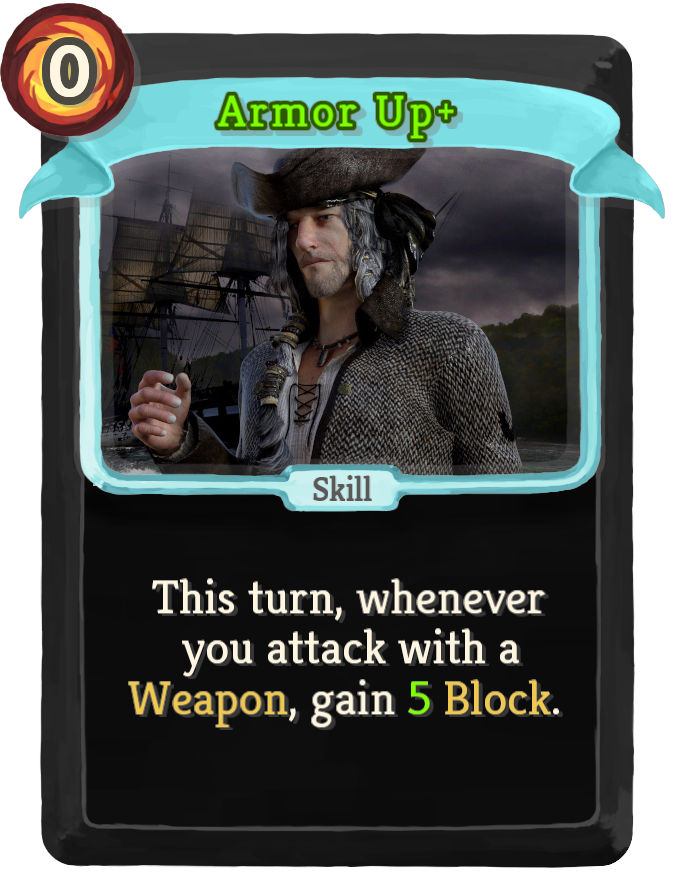 0
Armor Up+
Skill
This turn, whenever
you attack with a
Weapon, gain 5 Block.